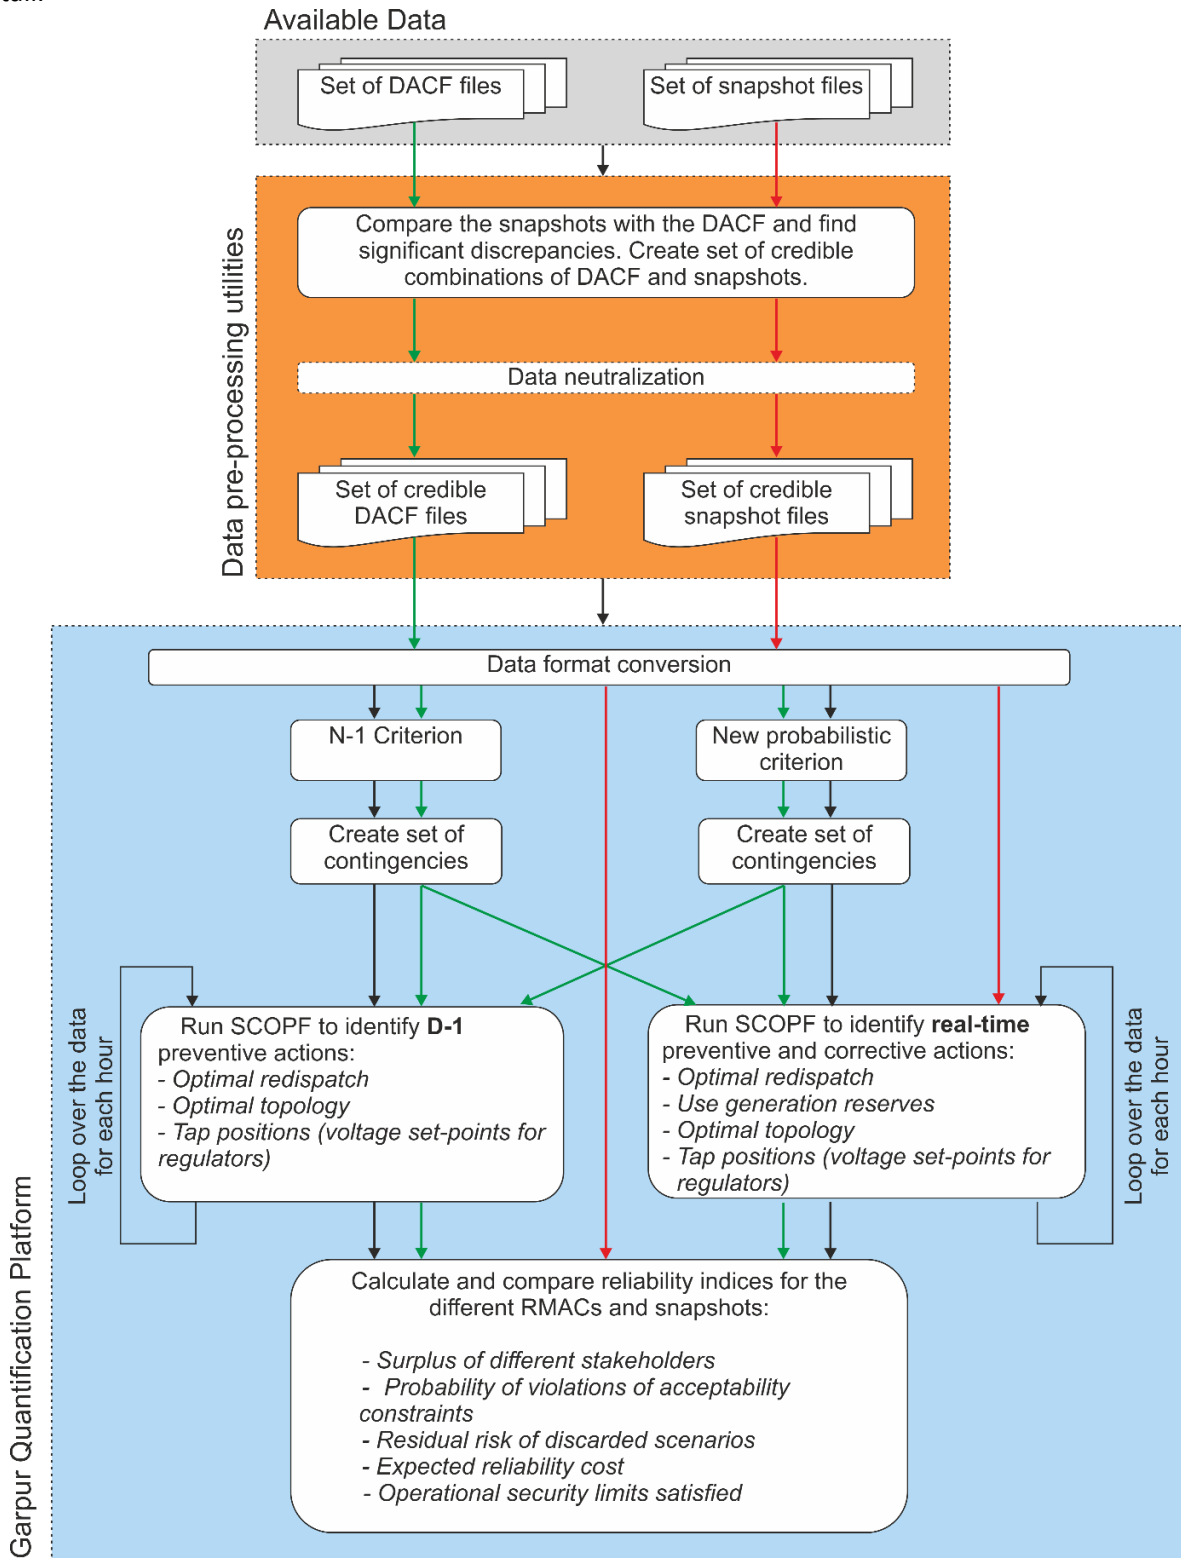 Available Data
Set of DACF files
Set of snapshot files
Data pre-processing utilities
Compare the snapshots with the DACF and find
significant discrepancies. Create set of credible
combinations of DACF and snapshots.
Data neutralization
Set of credible
DACF files
Set of credible
snapshot files
Garpur Quantification Platform
Data format conversion
N-1 Criterion
New probabilistic
criterion
Create set of
contingencies
Create set of
contingencies
Loop over the data
for each hour
Run SCOPF to identify D-1
preventive actions:
- Optimal redispatch
- Optimal topology
- Tap positions (voltage set-points for
regulators)
Run SCOPF to identify real-time
preventive and corrective actions:
- Optimal redispatch
- Use generation reserves
- Optimal topology
- Tap positions (voltage set-points for
regulators)
Loop over the data
for each hour
Calculate and compare reliability indices for the
different RMACs and snapshots:
- Surplus of different stakeholders
- Probability of violations of acceptability
constraints
- Residual risk of discarded scenarios
- Expected reliability cost
- Operational security limits satisfied